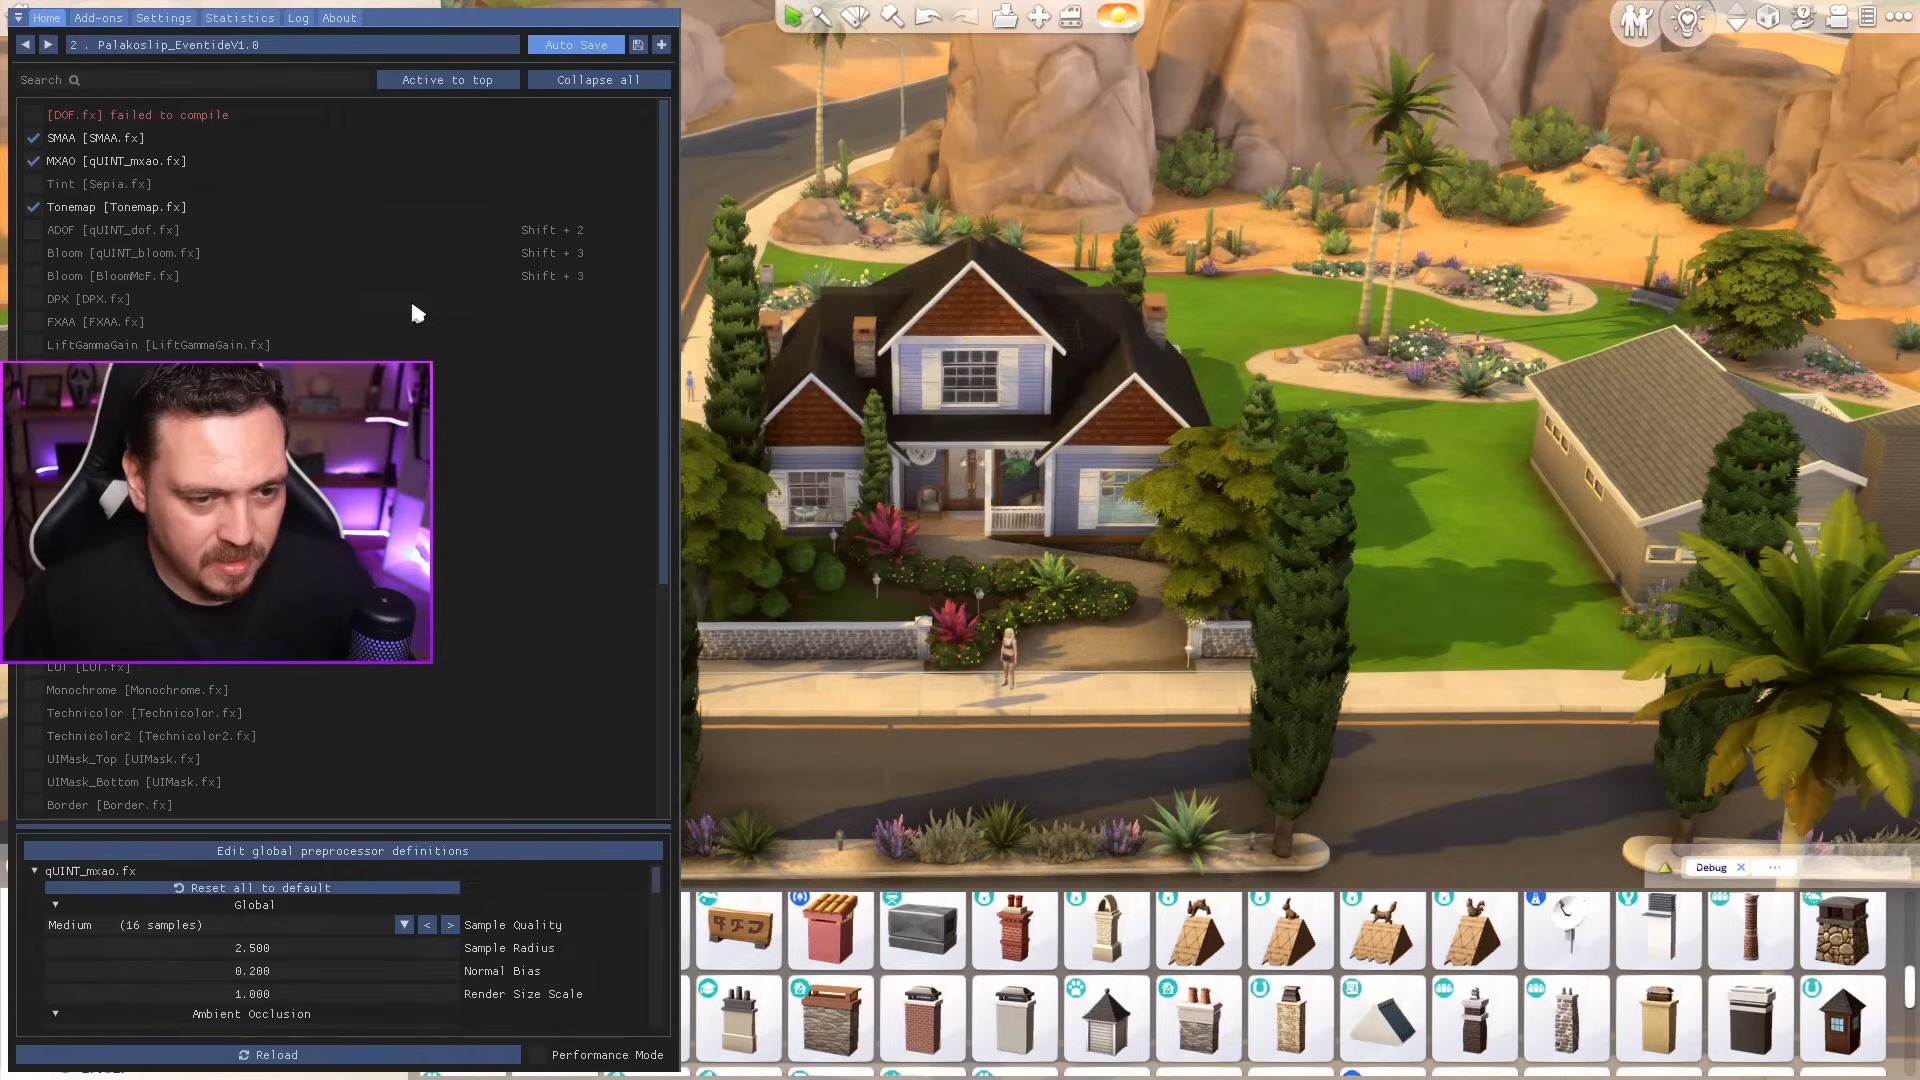 Home Add-ons Settings Statistics Log About
2 . Palakoslip_EventideV1.0 Auto Save
Search Active to top Collapse all
[DOF.fx] failed to compile
SMAA [SMAA.fx]
MXAO [qUINT_mxao.fx]
Tint [Sepia.fx]
Tonemap [Tonemap.fx]
ADOF [qUINT_dof.fx] Shift + 2
Bloom [qUINT_bloom.fx] Shift + 3
Bloom [BloomMcF.fx] Shift + 3
DPX [DPX.fx]
FXAA [FXAA.fx]
LiftGammaGain [LiftGammaGain.fx]
LUT [LUT.fx]
Monochrome [Monochrome.fx]
Technicolor [Technicolor.fx]
Technicolor2 [Technicolor2.fx]
UIMask_Top [UIMask.fx]
UIMask_Bottom [UIMask.fx]
Border [Border.fx]
Edit global preprocessor definitions
qUINT_mxao.fx
Reset all to default
Global
Medium (16 samples) < > Sample Quality
2.500 Sample Radius
0.200 Normal Bias
1.000 Render Size Scale
Ambient Occlusion
Reload Performance Mode
Debug